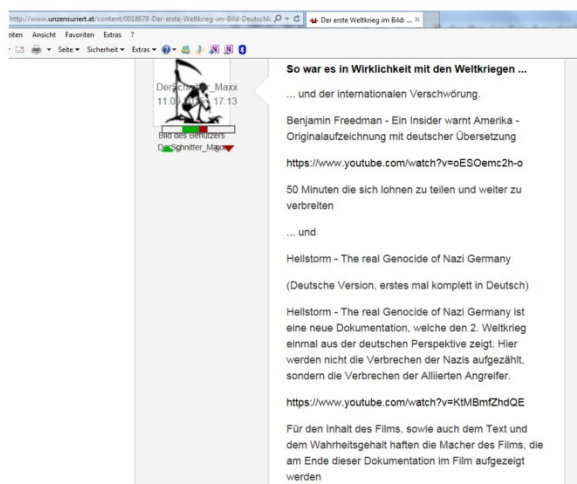 http://www.unzensuriert.at/content/0018678-Der-erste-Weltkrieg-im-Bild-Deutschl
Der erste Weltkrieg im Bild: ...
eiten Ansicht Favoriten Extras ?
Seite Sicherheit Extras
DerSchnitter_Maxx
17:13
Bild des Benutzers
DerSchnitter_Maxx
So war es in Wirklichkeit mit den Weltkriegen ...
... und der internationalen Verschwörung.
Benjamin Freedman - Ein Insider warnt Amerika -
Originalaufzeichnung mit deutscher Übersetzung
https://www.youtube.com/watch?v=oESOemc2h-o
50 Minuten die sich lohnen zu teilen und weiter zu
verbreiten
... und
Hellstorm - The real Genocide of Nazi Germany
(Deutsche Version, erstes mal komplett in Deutsch)
Hellstorm - The real Genocide of Nazi Germany ist
eine neue Dokumentation, welche den 2. Weltkrieg
einmal aus der deutschen Perspektive zeigt. Hier
werden nicht die Verbrechen der Nazis aufgezählt,
sondern die Verbrechen der Alliierten Angreifer.
https://www.youtube.com/watch?v=KtMBmfZhdQE
Für den Inhalt des Films, sowie auch dem Text und
dem Wahrheitsgehalt haften die Macher des Films, die
am Ende dieser Dokumentation im Film aufgezeigt
werden